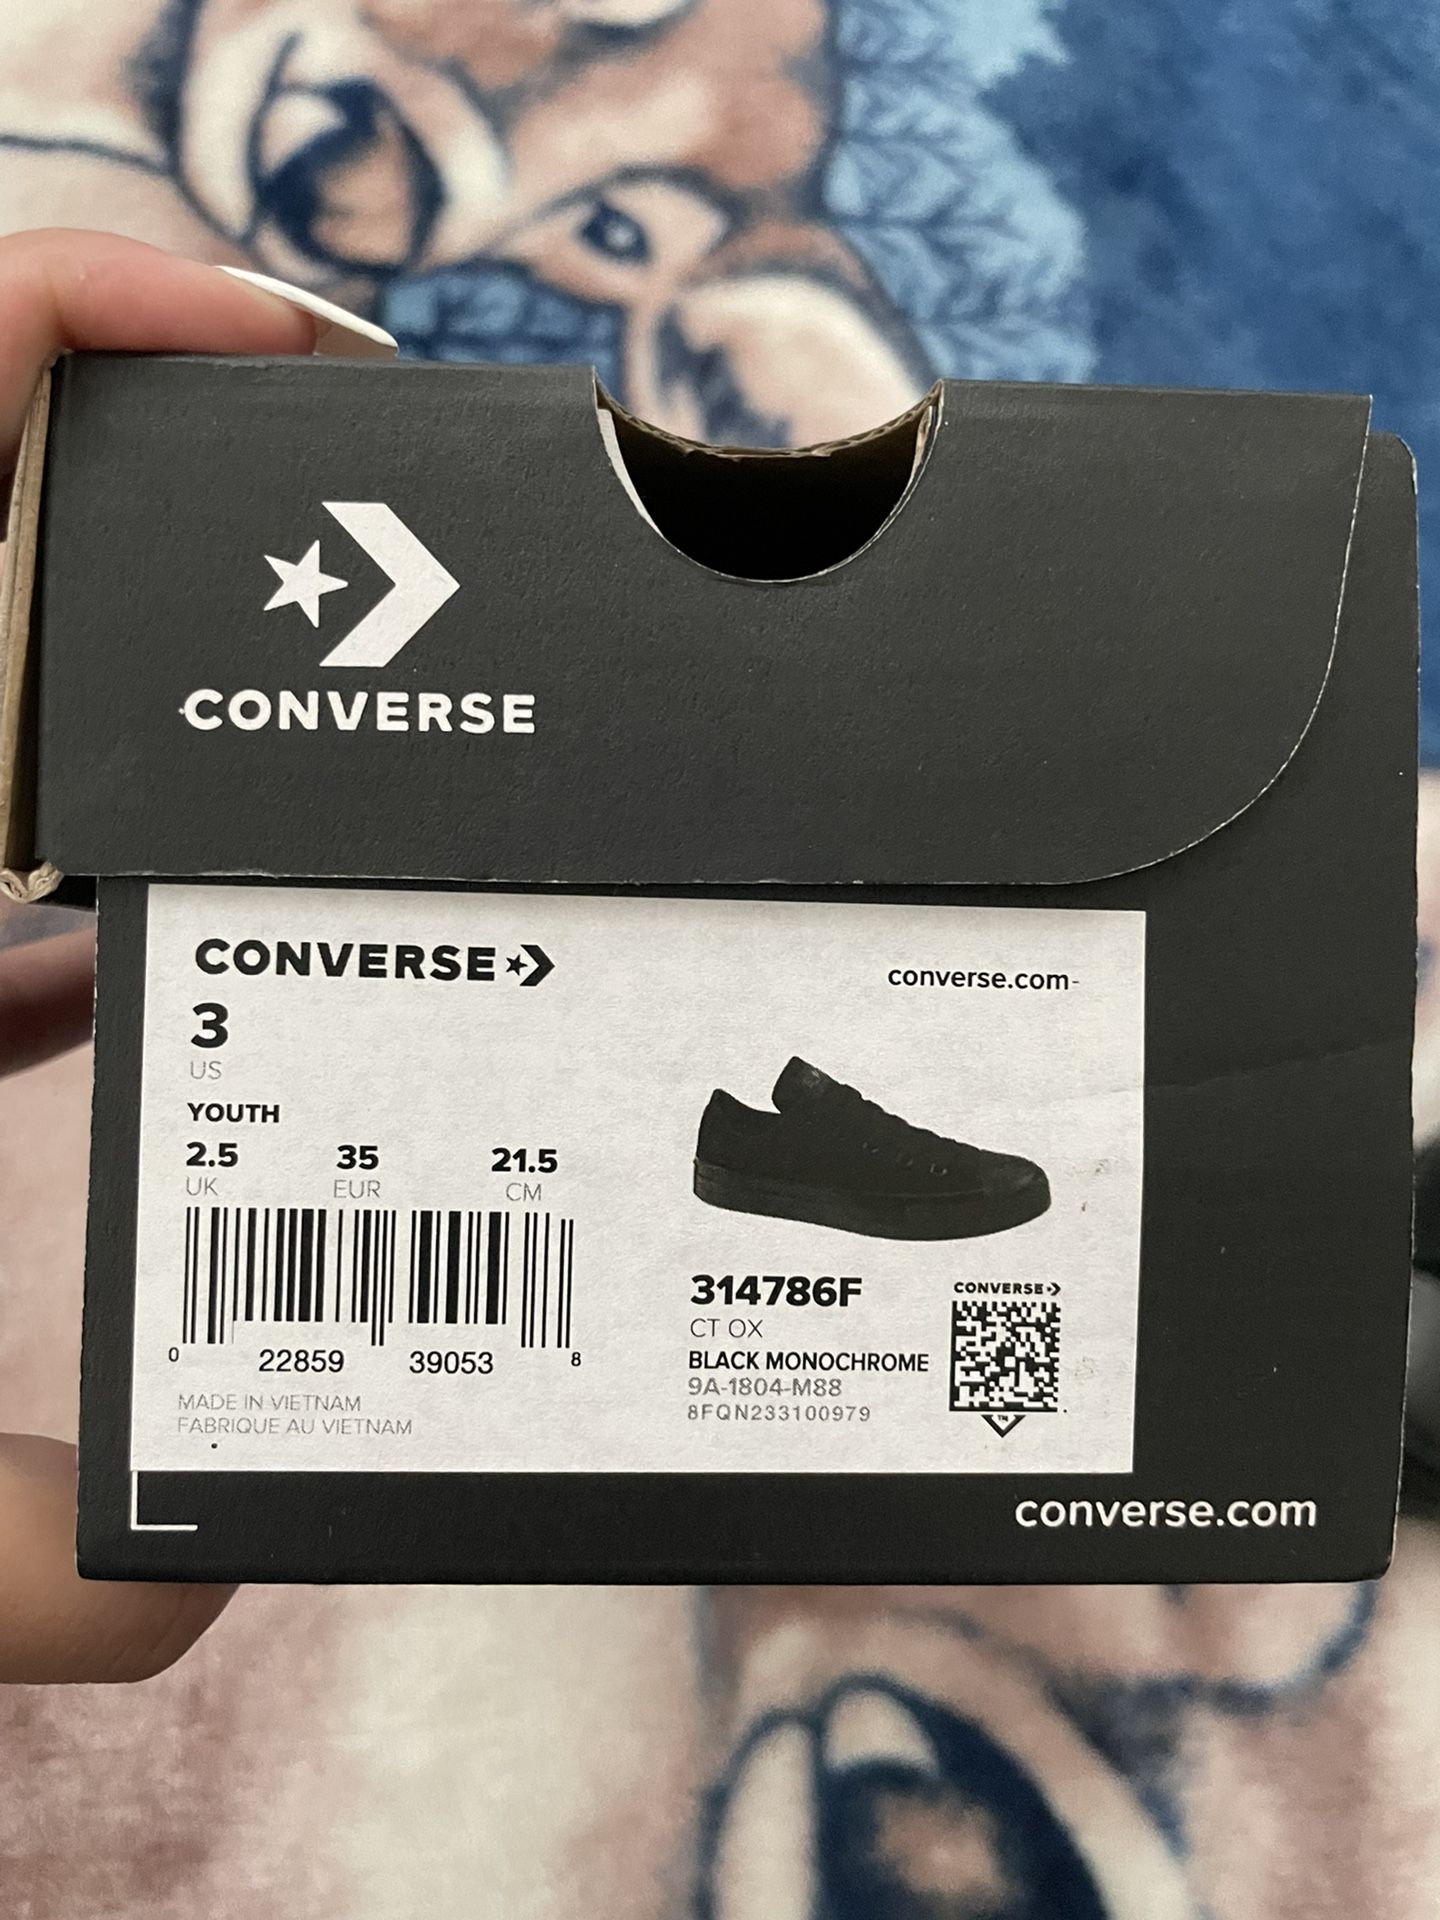 CONVERSE
CONVERSE
converse.com
3
US
YOUTH
2.5 35 21.5
UK EUR CM
0 22859 39053 8
MADE IN VIETNAM
FABRIQUE AU VIETNAM
314786F
CT OX
BLACK MONOCHROME
9A-1804-M88
8FQN233100979
CONVERSE
TM
converse.com